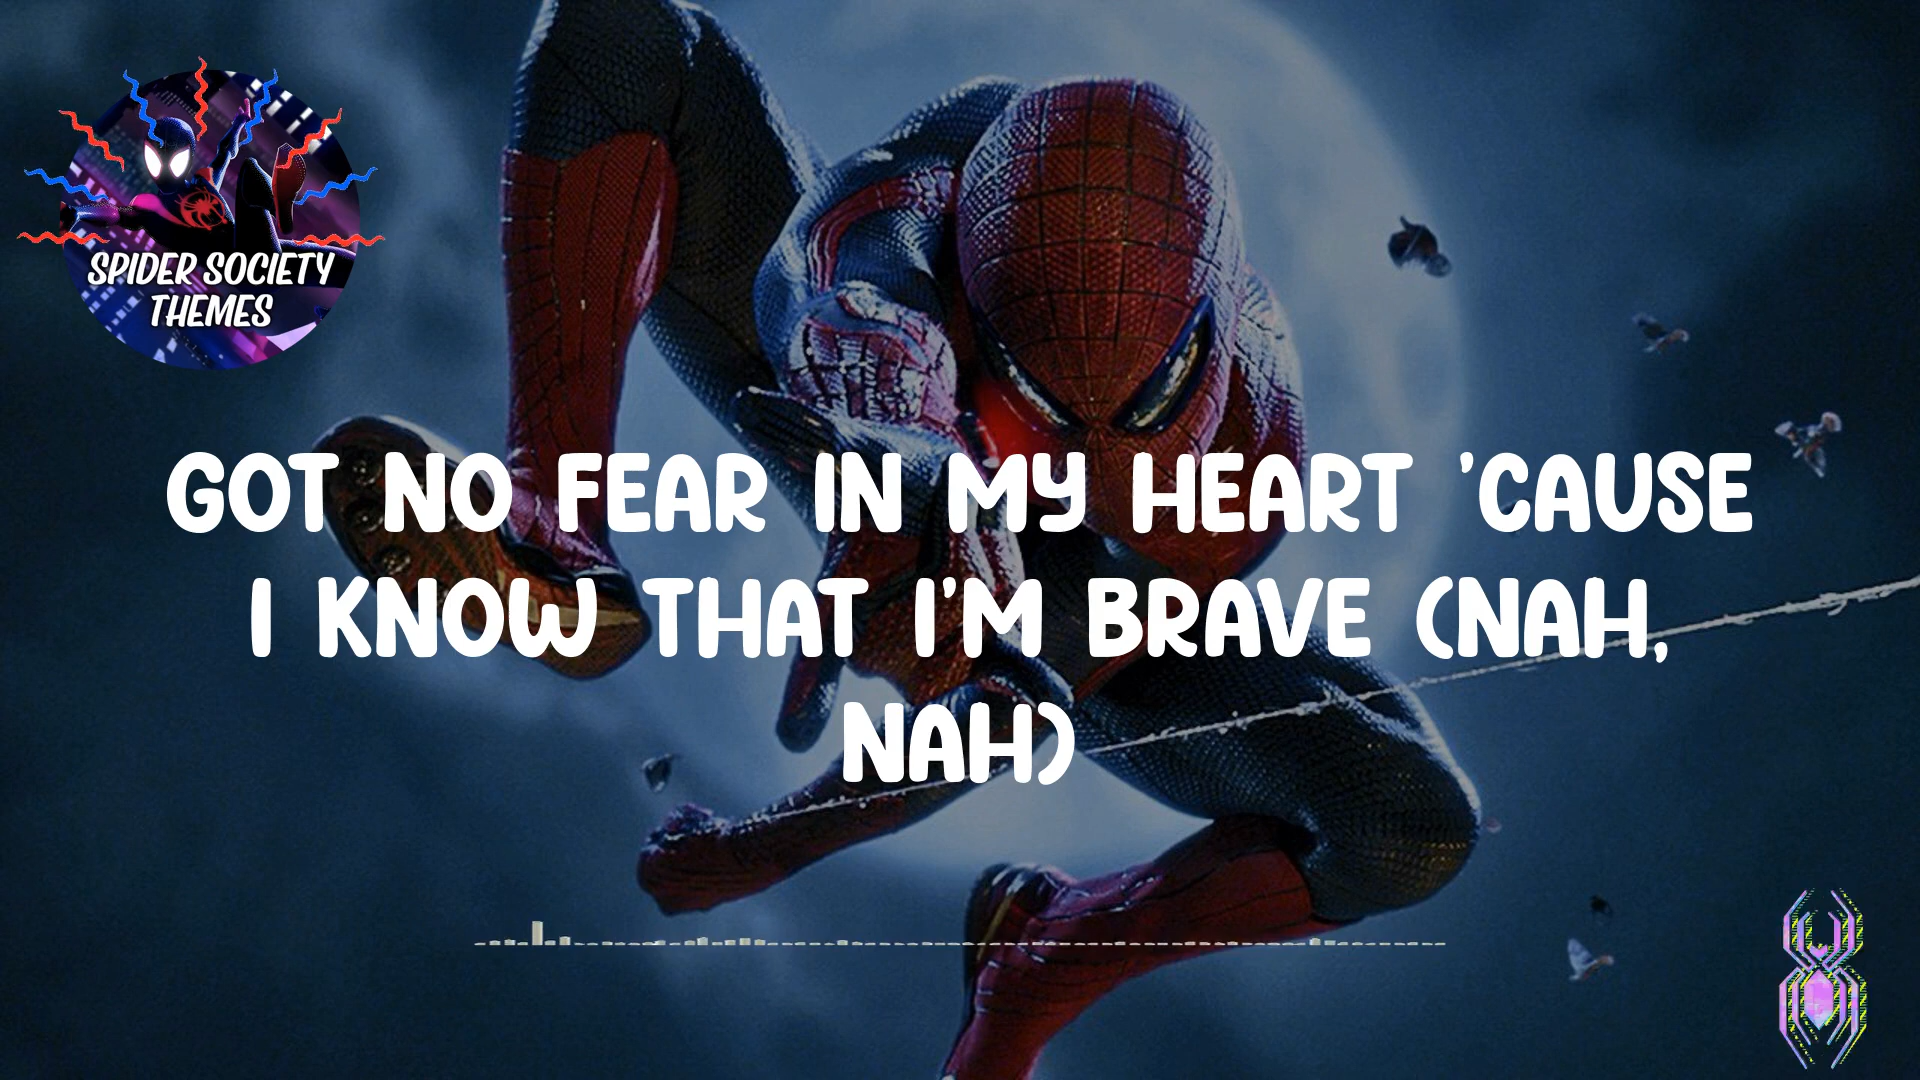 SPIDER SOCIETY
THEMES
GOT NO FEAR IN MY HEART 'CAUSE
I KNOW THAT I'M BRAVE (NAH,
NAH)